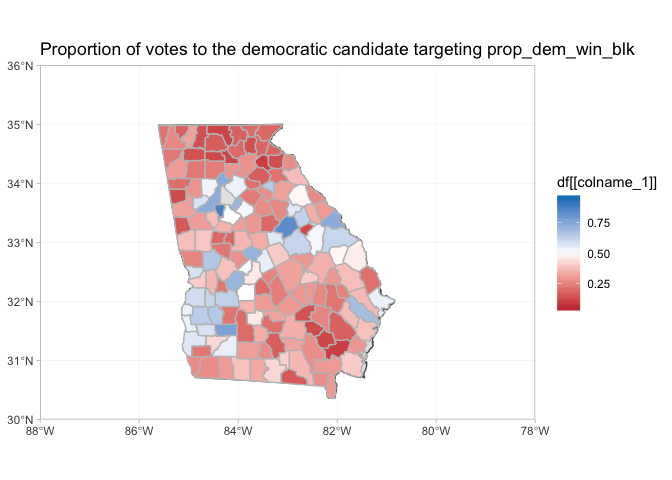 Proportion of votes to the democratic candidate targeting prop_dem_win_blk
36°N
35°N
34°N
33°N
32°N
31°N
30°N
88°W
86°W
84°W
82°W
80°W
78°W
df[[colname_1]]
0.75
0.50
0.25